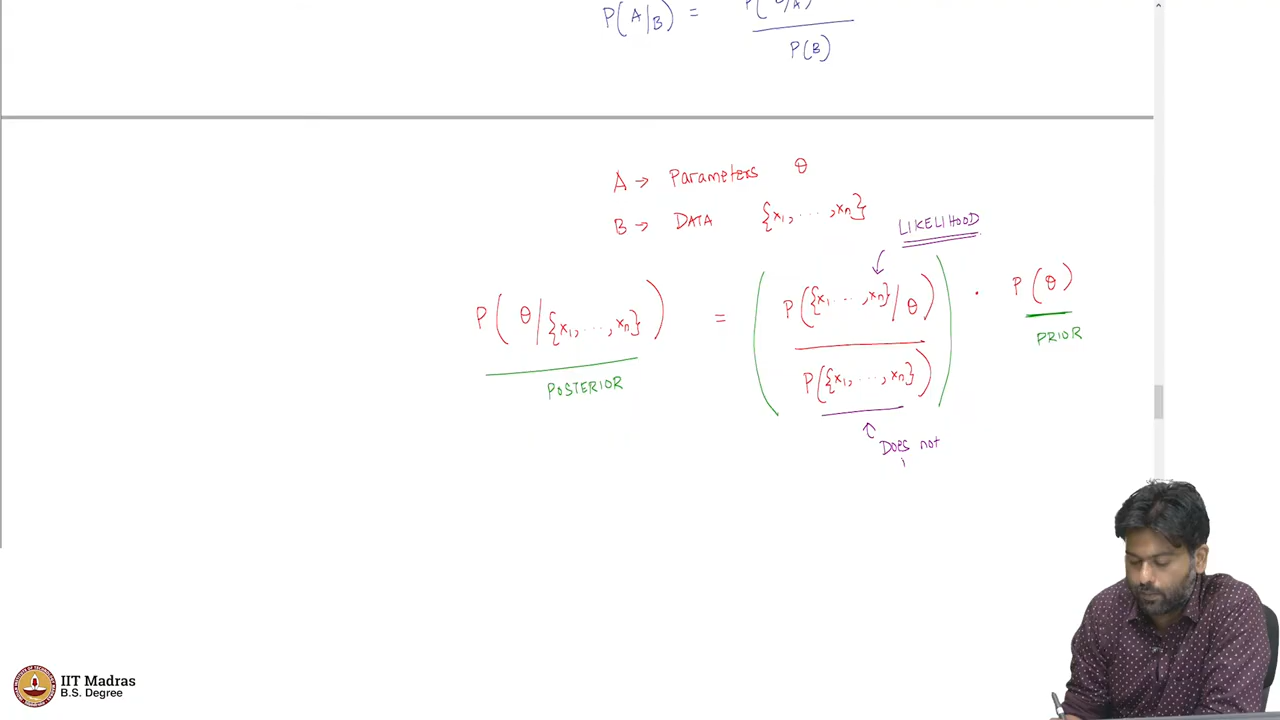 P(A/B) =
P(B)
A → Parameters θ
B → DATA {x₁, ..., xₙ}
LIKELIHOOD
P(θ/{x₁, ..., xₙ}) = (P({x₁, ..., xₙ}/θ) / P({x₁, ..., xₙ})) · P(θ)
POSTERIOR
PRIOR
DOES not
IIT Madras
B.S. Degree